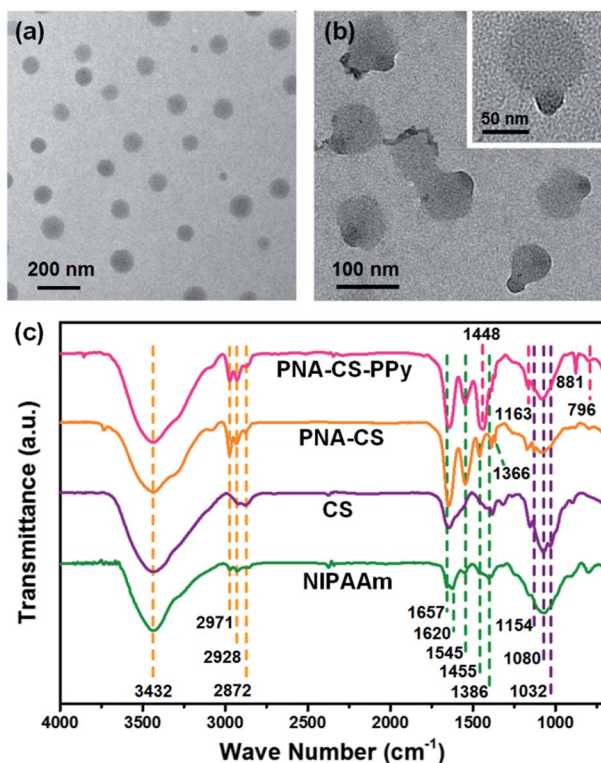 (a)
200 nm
(b)
50 nm
100 nm
(c)
1448
PNA-CS-PPy
881
796
1163
PNA-CS
1366
CS
NIPAAm
2971
2928
3432
2872
1657
1620
1545
1455
1386
1154
1080
1032
Transmittance (a.u.)
4000 3500 3000 2500 2000 1500 1000
Wave Number (cm⁻¹)